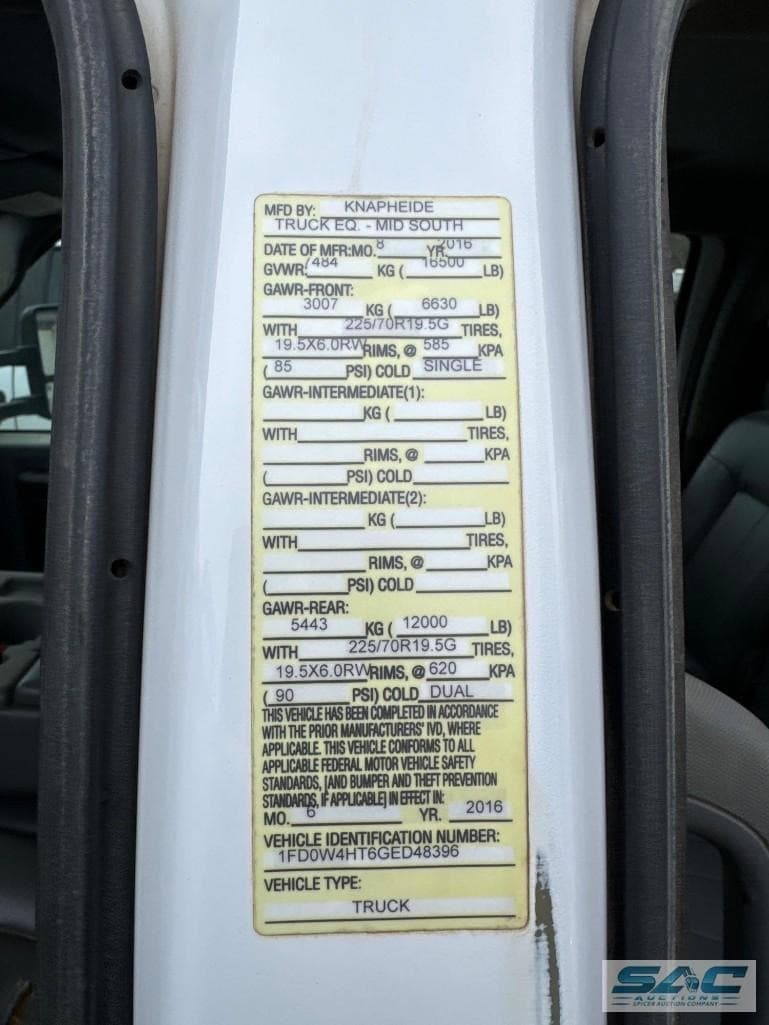 MFD BY: KNAPHEIDE
TRUCK EQ. - MID SOUTH
DATE OF MFR:MO. 8 YR. 2016
GVWR: 7484 KG ( 16500 LB)
GAWR-FRONT:
3007 KG ( 6630 LB)
WITH 225/70R19.5G TIRES,
19.5X6.0RW RIMS, @ 585 KPA
( 85 PSI) COLD SINGLE
GAWR-INTERMEDIATE(1):
KG ( LB)
WITH TIRES,
RIMS, @ KPA
( PSI) COLD
GAWR-INTERMEDIATE(2):
KG ( LB)
WITH TIRES,
RIMS, @ KPA
( PSI) COLD
GAWR-REAR:
5443 KG ( 12000 LB)
WITH 225/70R19.5G TIRES,
19.5X6.0RW RIMS, @ 620 KPA
( 90 PSI) COLD DUAL
THIS VEHICLE HAS BEEN COMPLETED IN ACCORDANCE
WITH THE PRIOR MANUFACTURERS' IVD, WHERE
APPLICABLE. THIS VEHICLE CONFORMS TO ALL
APPLICABLE FEDERAL MOTOR VEHICLE SAFETY
STANDARDS, [AND BUMPER AND THEFT PREVENTION
STANDARDS, IF APPLICABLE] IN EFFECT IN:
MO. 6 YR. 2016
VEHICLE IDENTIFICATION NUMBER:
1FD0W4HT6GED48396
VEHICLE TYPE:
TRUCK
SAC
AUCTIONS
SPICER AUCTION COMPANY